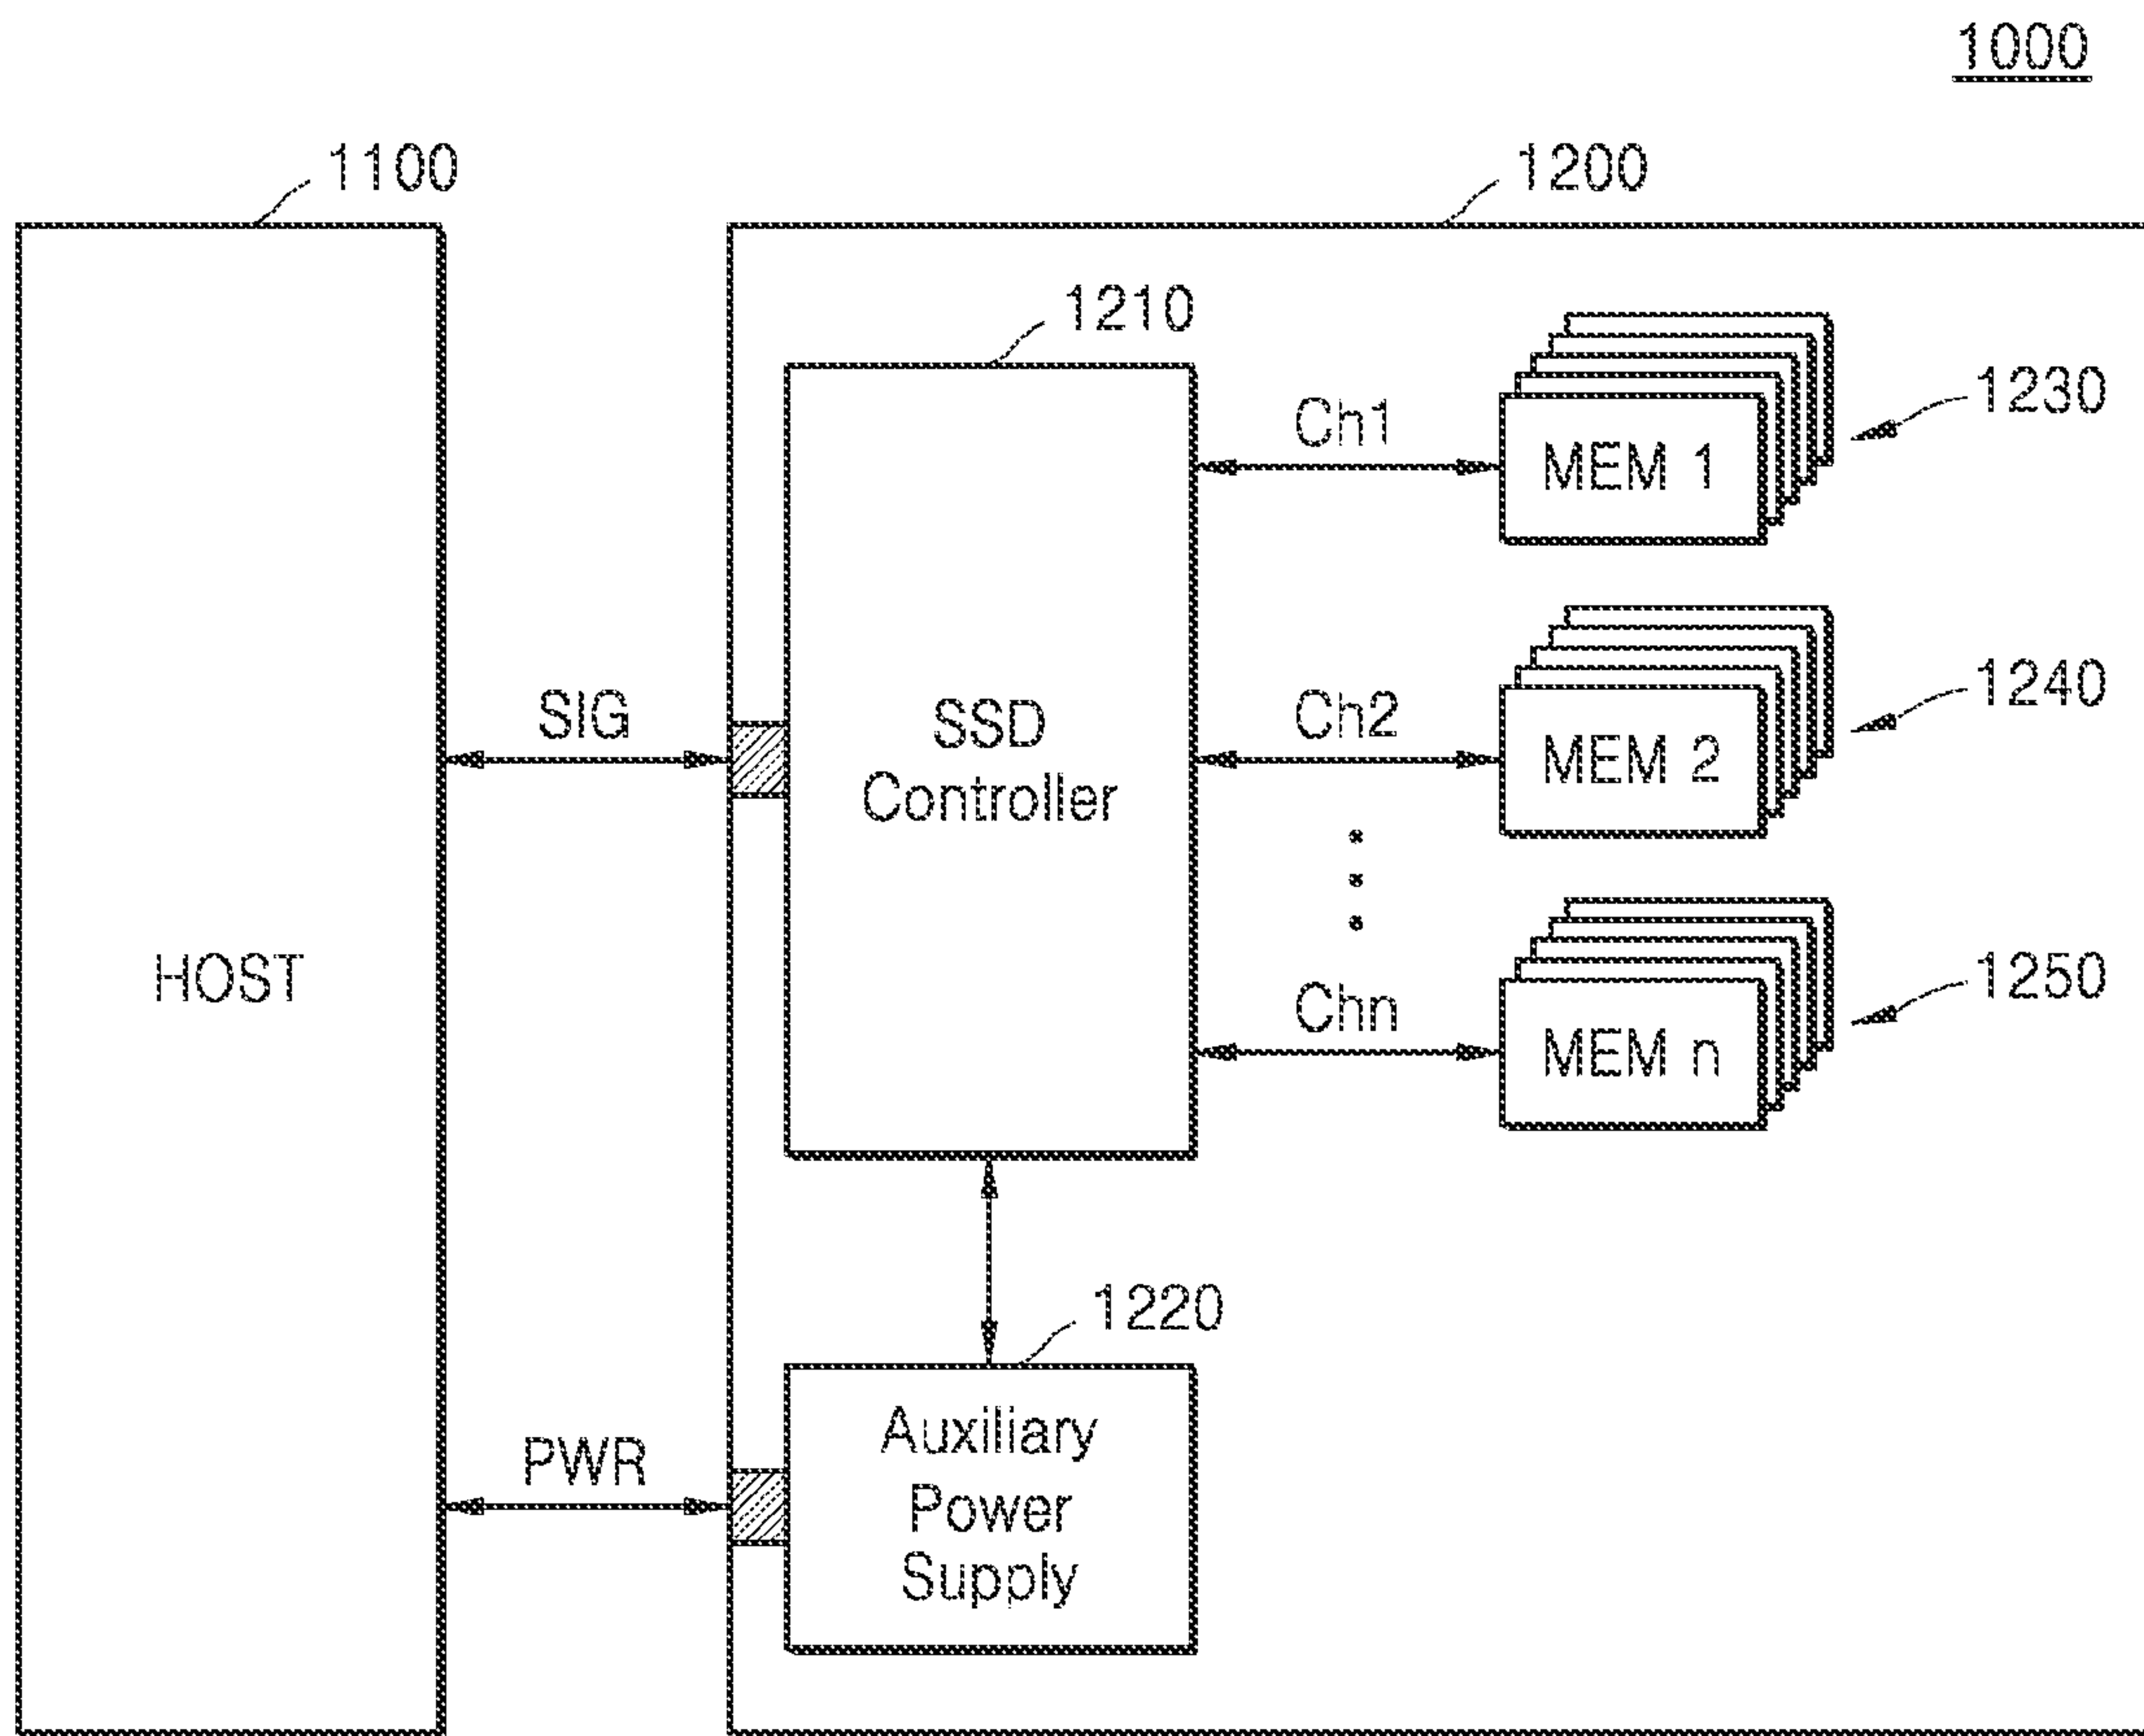 1000
1100
1200
1210
Ch1
MEM 1
1230
SIG
SSD
Controller
Ch2
MEM 2
1240
HOST
Chn
MEM n
1250
1220
PWR
Auxiliary
Power
Supply